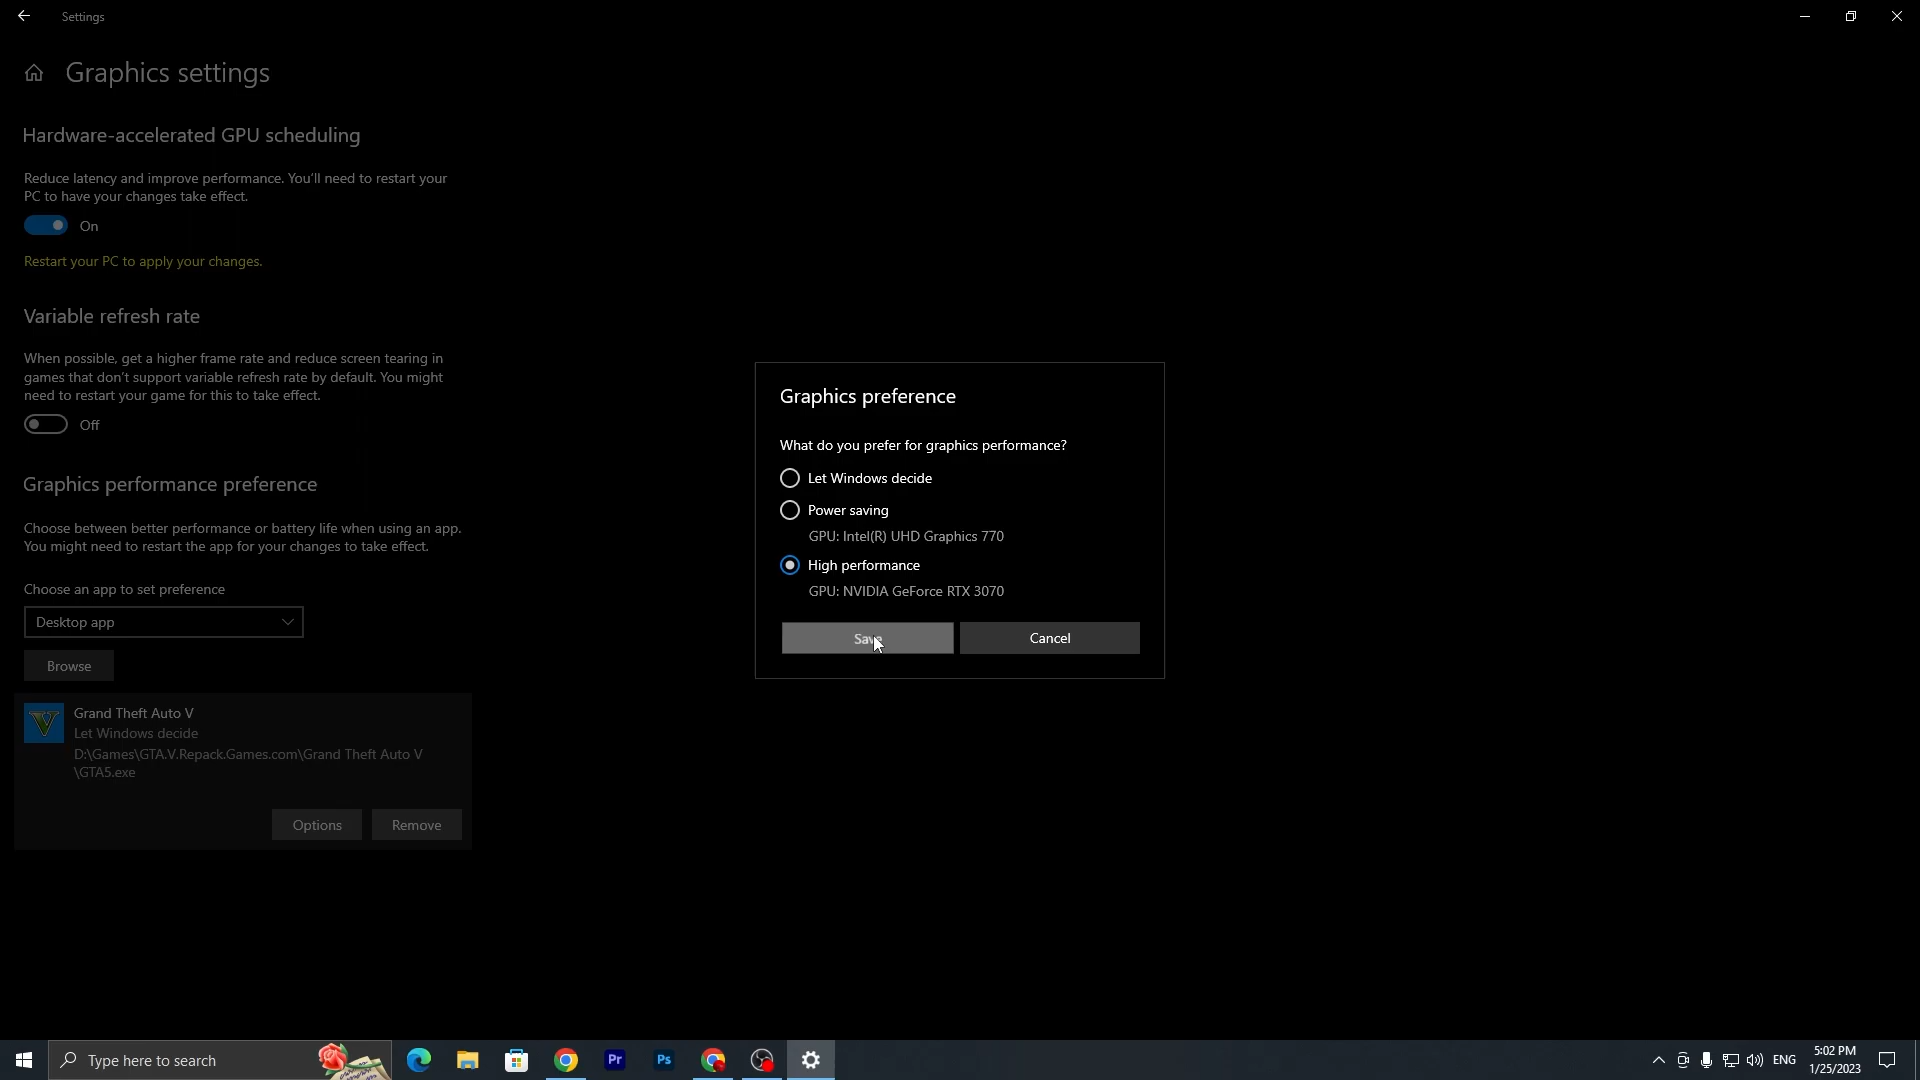 Settings
Graphics settings
Hardware-accelerated GPU scheduling
Reduce latency and improve performance. You'll need to restart your
PC to have your changes take effect.
On
Restart your PC to apply your changes.
Variable refresh rate
When possible, get a higher frame rate and reduce screen tearing in
games that don't support variable refresh rate by default. You might
need to restart your game for this to take effect.
Off
Graphics performance preference
Choose between better performance or battery life when using an app.
You might need to restart the app for your changes to take effect.
Choose an app to set preference
Desktop app
Browse
Grand Theft Auto V
Let Windows decide
D:\Games\GTA.V.Repack.Games.com\Grand Theft Auto V
\GTA5.exe
Options
Remove
Graphics preference
What do you prefer for graphics performance?
Let Windows decide
Power saving
GPU: Intel(R) UHD Graphics 770
High performance
GPU: NVIDIA GeForce RTX 3070
Save
Cancel
Type here to search
Pr
Ps
ENG
5:02 PM
1/25/2023